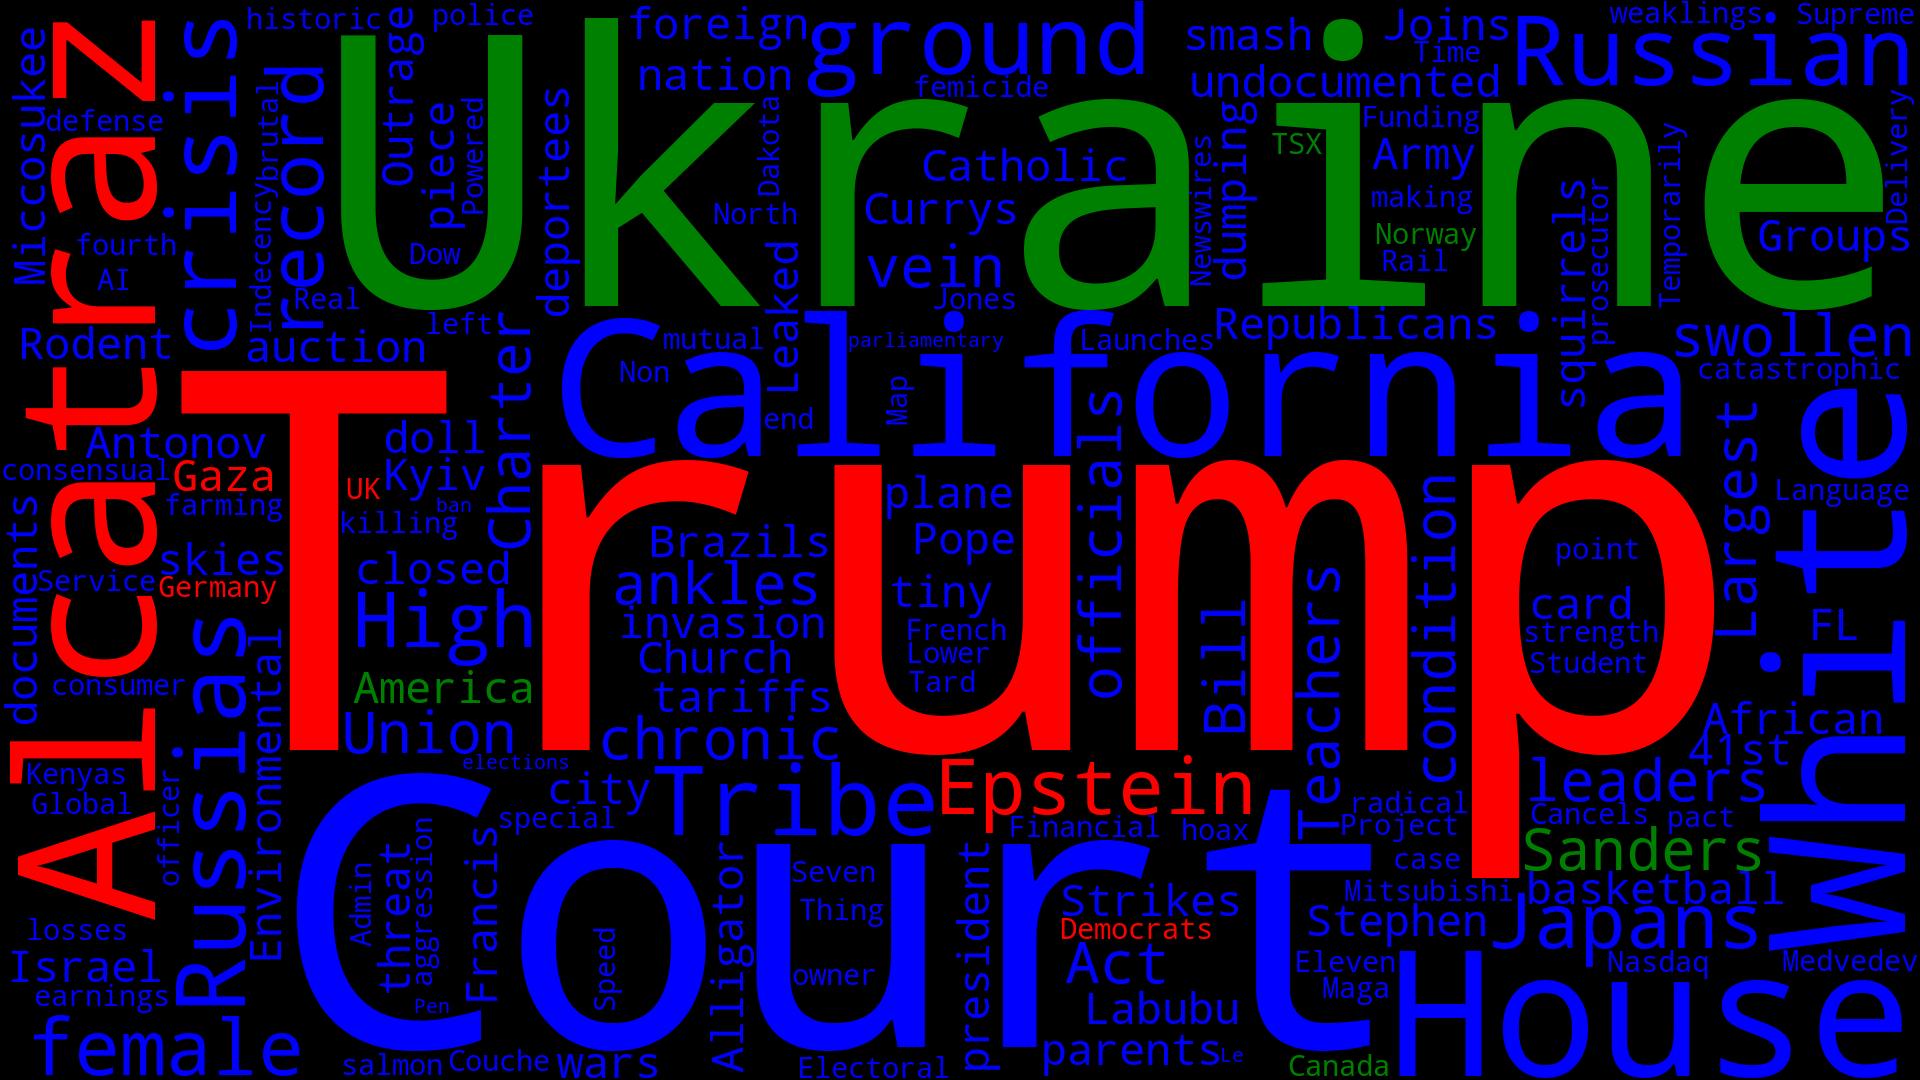 historic
police
foreign
ground
smash
Joins
weaklings
Supreme
Time
Russian
Alcatraz
crisis
Outrage
Ukraine
nation
undocumented
femicide
Miccosukee
defense
brutal
record
piece
Powered
deportees
Dakota
Catholic
Newswires
dumping
TSX
Funding
Army
Temporarily
Delivery
fourth
AI
Indecency
Real
Dow
North
Currys
making
Norway
Rail
squirrels
prosecutor
Groups
vein
Jones
Leaked
left
Rodent
auction
Charter
mutual
parliamentary
Launches
Republicans
swollen
California
Non
Map
end
catastrophic
Antonov
doll
officials
Largest
White
consensual
Gaza
UK
Kyiv
Trump
plane
Language
farming
ban
killing
documents
skies
closed
Brazils
Pope
condition
point
Service
Germany
High
ankles
tiny
Bill
Teachers
card
invasion
French
strength
FL
Church
Lower
Student
consumer
America
tariffs
Tard
Russias
Environmental
Union
chronic
African
41st
elections
Kenyas
Global
officer
city
Tribe
Epstein
leaders
special
Financial
hoax
radical
Project
Cancels
pact
Court
Admin
threat
aggression
Francis
Alligator
Seven
president
case
Sanders
Strikes
Mitsubishi
basketball
Thing
Democrats
Stephen
Japans
losses
Israel
Speed
owner
Act
Eleven
House
Nasdaq
Medvedev
earnings
Pen
Labubu
Maga
female
salmon
Couche
wars
Electoral
parents
Le
Canada